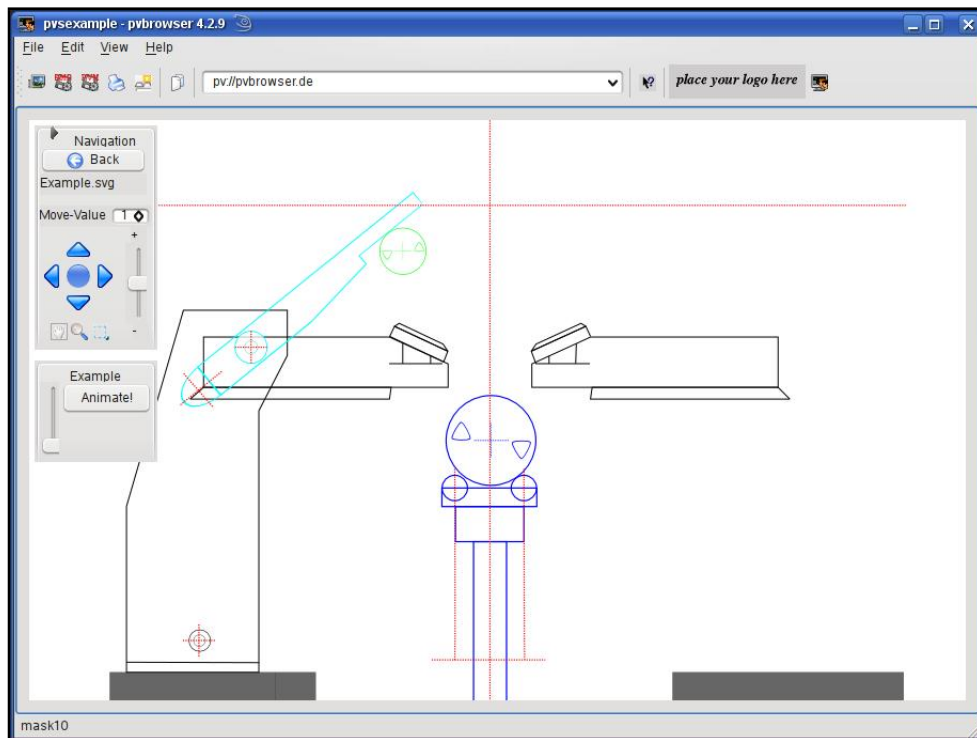 pvsexample - pvbrowser 4.2.9
File Edit View Help
pv://pvbrowser.de
place your logo here
Navigation
Back
Example.svg
Move-Value 1
+
-
Example
Animate!
mask10